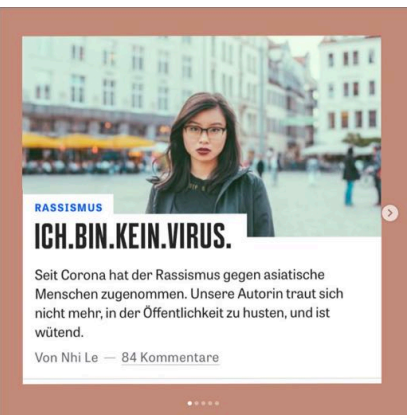 RASSISMUS
ICH.BIN.KEIN.VIRUS.
Seit Corona hat der Rassismus gegen asiatische
Menschen zugenommen. Unsere Autorin traut sich
nicht mehr, in der Öffentlichkeit zu husten, und ist
wütend.
Von Nhi Le — 84 Kommentare